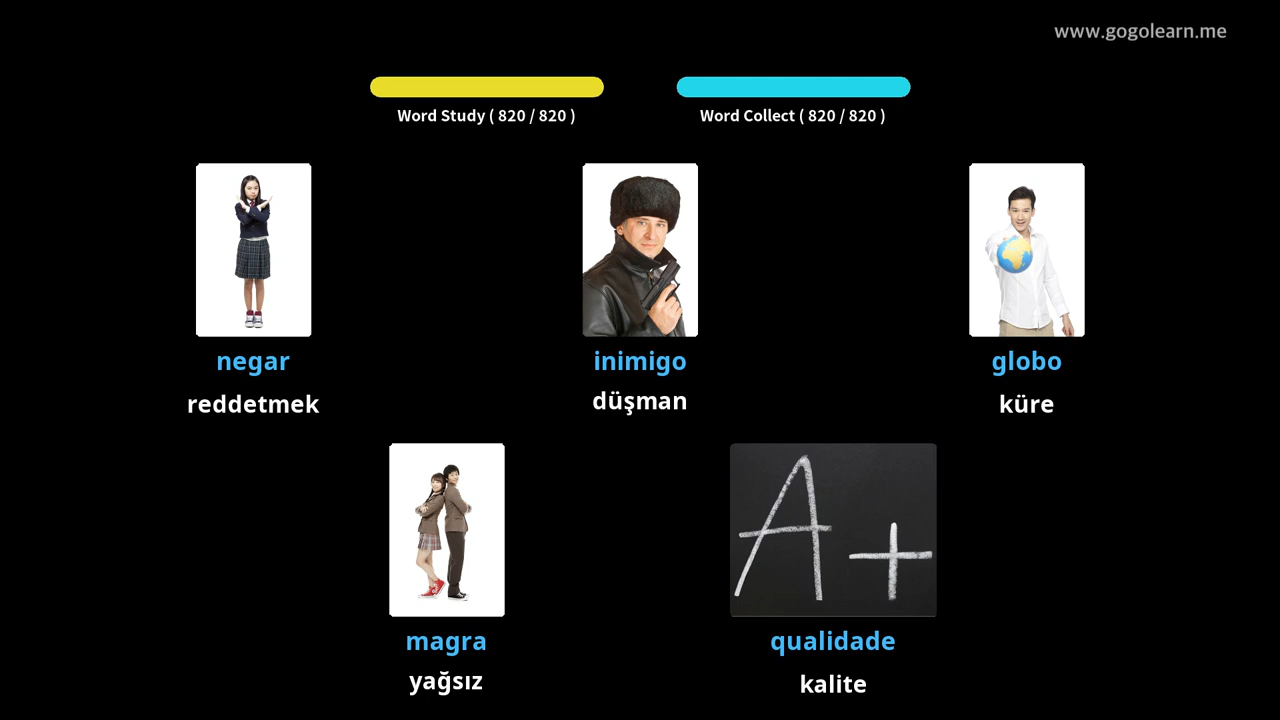 www.gogolearn.me
Word Study ( 820 / 820 )
Word Collect ( 820 / 820 )
negar
reddetmek
inimigo
düşman
globo
küre
A+
magra
yağsız
qualidade
kalite